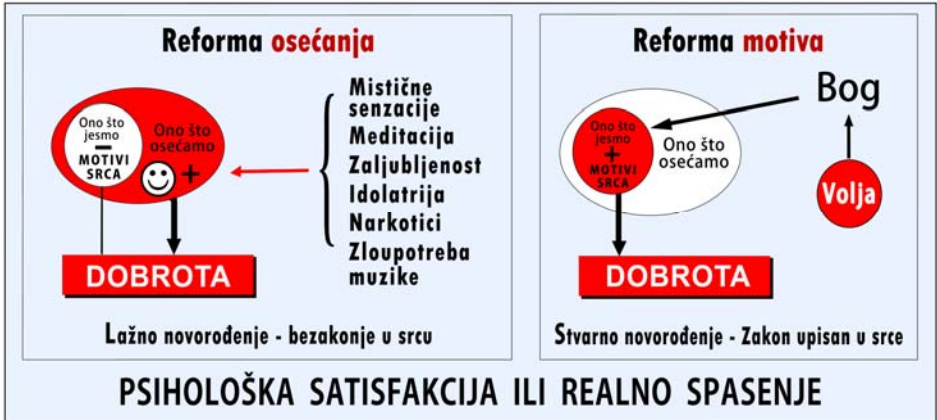 Reforma osećanja
Ono što
jesmo
MOTIVI
SRCA
Ono što
osećamo
+
Mistične
senzacije
Meditacija
Zaljubljenost
Idolatrija
Narkotici
Zloupotreba
muzike
DOBROTA
Lažno novorođenje - bezakonje u srcu
Reforma motiva
Bog
Ono što
jesmo
+
MOTIVI
SRCA
Ono što
osećamo
Volja
DOBROTA
Stvarno novorođenje - Zakon upisan u srce
PSIHOLOŠKA SATISFAKCIJA ILI REALNO SPASENJE